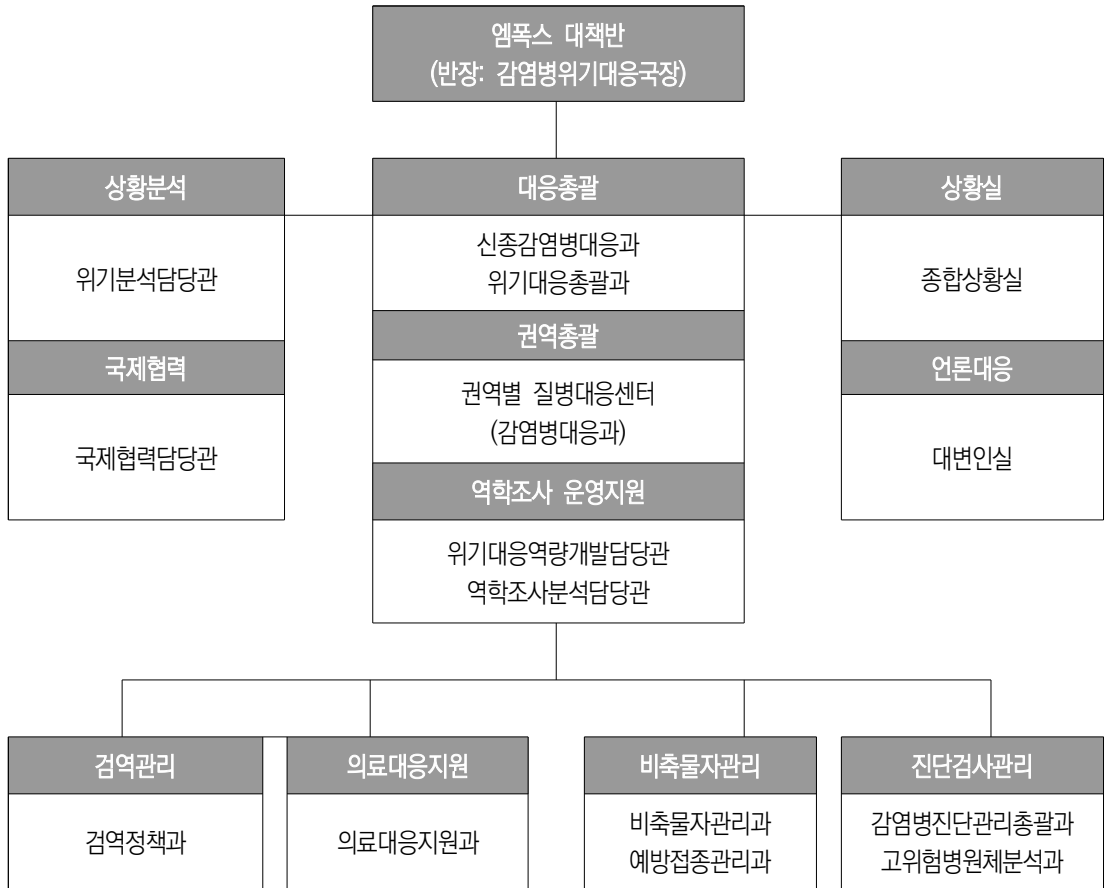 엠폭스 대책반
(반장: 감염병위기대응국장)
상황분석
위기분석담당관
국제협력
국제협력담당관
대응총괄
신종감염병대응과
위기대응총괄과
권역총괄
권역별 질병대응센터
(감염병대응과)
역학조사 운영지원
위기대응역량개발담당관
역학조사분석담당관
상황실
종합상황실
언론대응
대변인실
검역관리
검역정책과
의료대응지원
의료대응지원과
비축물자관리
비축물자관리과
예방접종관리과
진단검사관리
감염병진단관리총괄과
고위험병원체분석과